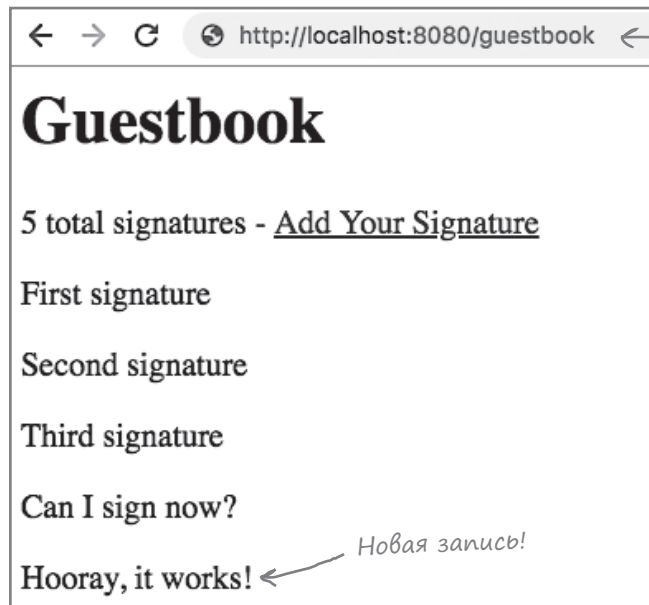 http://localhost:8080/guestbook
Guestbook
5 total signatures - Add Your Signature
First signature
Second signature
Third signature
Can I sign now?
Новая запись!
Hooray, it works!